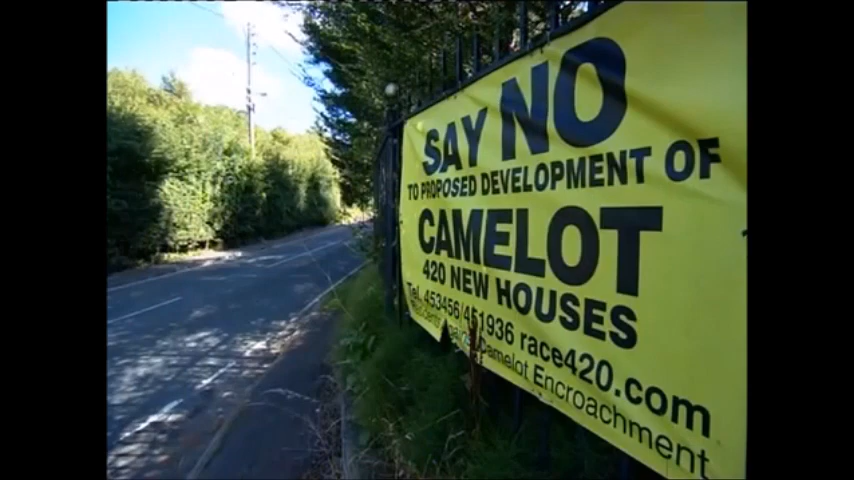 SAY NO
TO PROPOSED DEVELOPMENT OF
CAMELOT
420 NEW HOUSES
Tel. 453456/451936 race420.com
Camelot Encroachment